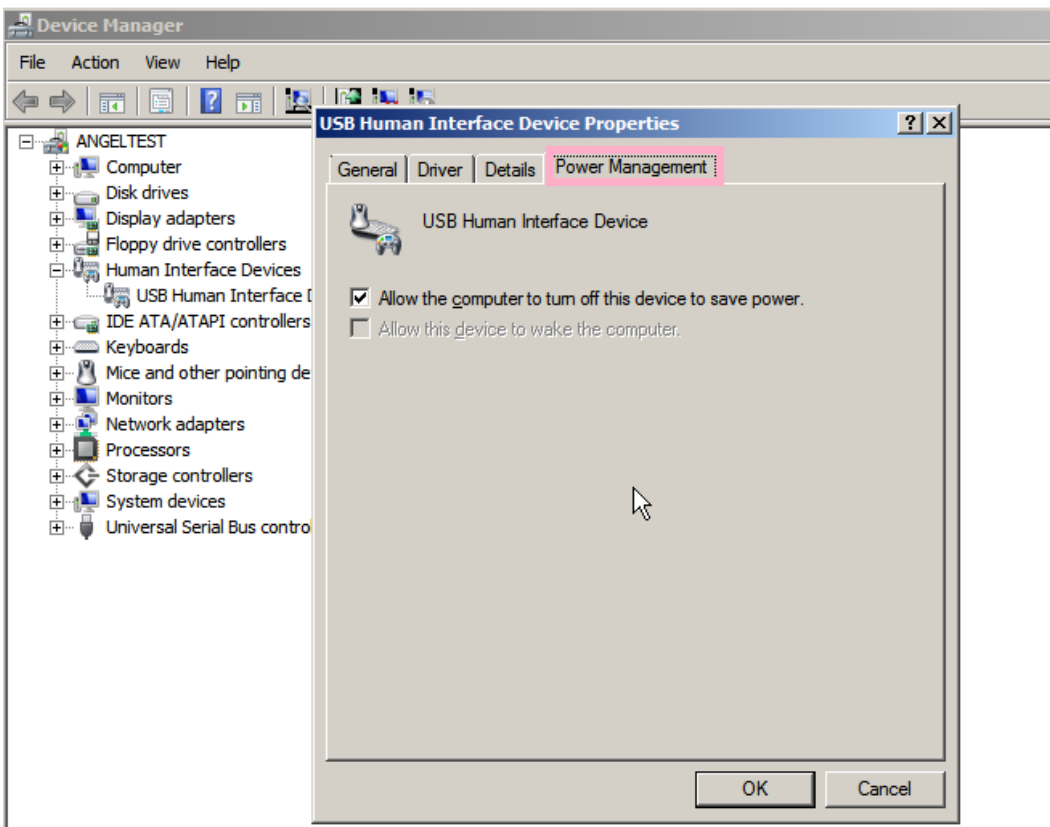 Device Manager
File Action View Help
USB Human Interface Device Properties
ANGELTEST
Computer
Disk drives
Display adapters
Floppy drive controllers
Human Interface Devices
USB Human Interface
IDE ATA/ATAPI controllers
Keyboards
Mice and other pointing de
Monitors
Network adapters
Processors
Storage controllers
System devices
Universal Serial Bus contro
General Driver Details Power Management
USB Human Interface Device
Allow the computer to turn off this device to save power.
Allow this device to wake the computer.
OK Cancel